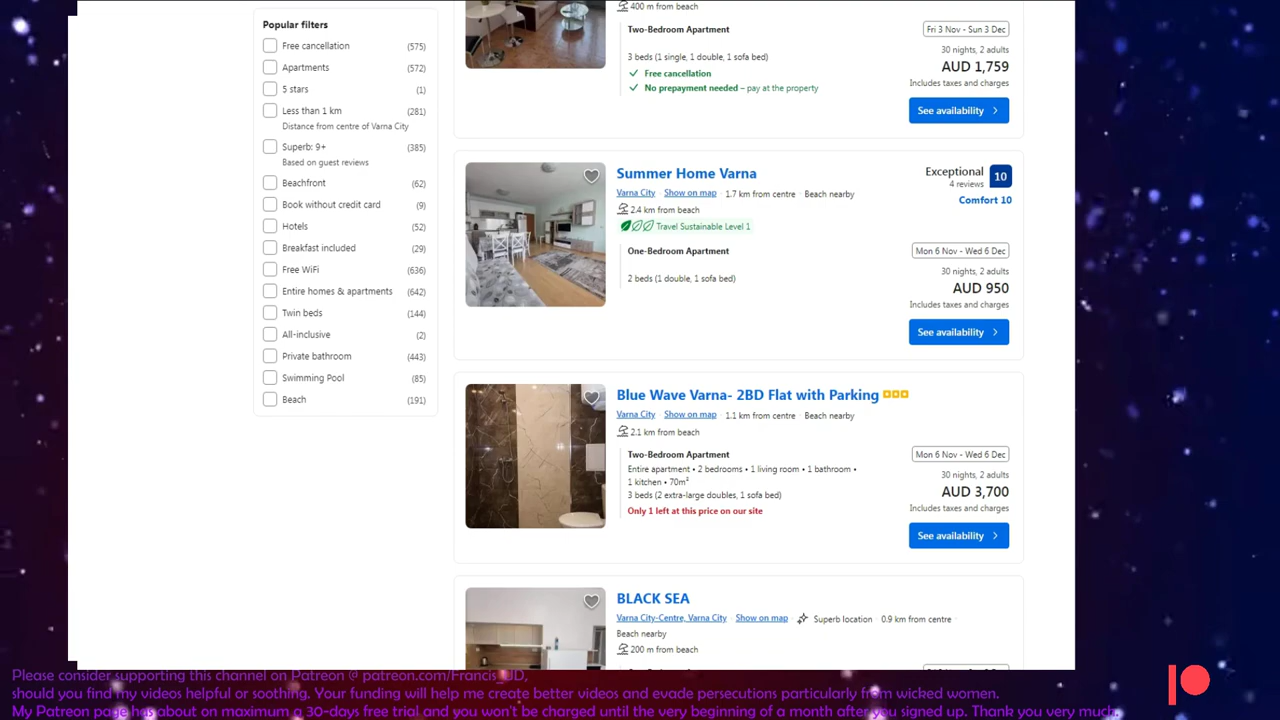 Popular filters
Free cancellation (575)
Apartments (572)
5 stars (1)
Less than 1 km (281)
Distance from centre of Varna City
Superb: 9+ (385)
Based on guest reviews
Beachfront (62)
Book without credit card (9)
Hotels (52)
Breakfast included (29)
Free WiFi (636)
Entire homes & apartments (642)
Twin beds (144)
All-inclusive (2)
Private bathroom (443)
Swimming Pool (85)
Beach (191)
400 m from beach
Two-Bedroom Apartment
3 beds (1 single, 1 double, 1 sofa bed)
Free cancellation
No prepayment needed – pay at the property
Fri 3 Nov - Sun 3 Dec
30 nights, 2 adults
AUD 1,759
Includes taxes and charges
See availability
Summer Home Varna
Varna City · Show on map · 1.7 km from centre · Beach nearby
2.4 km from beach
Travel Sustainable Level 1
One-Bedroom Apartment
2 beds (1 double, 1 sofa bed)
Exceptional 10
4 reviews
Comfort 10
Mon 6 Nov - Wed 6 Dec
30 nights, 2 adults
AUD 950
Includes taxes and charges
See availability
Blue Wave Varna- 2BD Flat with Parking
Varna City · Show on map · 1.1 km from centre · Beach nearby
2.1 km from beach
Two-Bedroom Apartment
Entire apartment • 2 bedrooms • 1 living room • 1 bathroom •
1 kitchen • 70m²
3 beds (2 extra-large doubles, 1 sofa bed)
Only 1 left at this price on our site
Mon 6 Nov - Wed 6 Dec
30 nights, 2 adults
AUD 3,700
Includes taxes and charges
See availability
BLACK SEA
Varna City-Centre, Varna City · Show on map · Superb location · 0.9 km from centre ·
Beach nearby
200 m from beach
Please consider supporting this channel on Patreon @ patreon.com/Francis_UD,
should you find my videos helpful or soothing. Your funding will help me create better videos and evade persecutions particularly from wicked women.
My Patreon page has about on maximum a 30-days free trial and you won't be charged until the very beginning of a month after you signed up. Thank you very much.